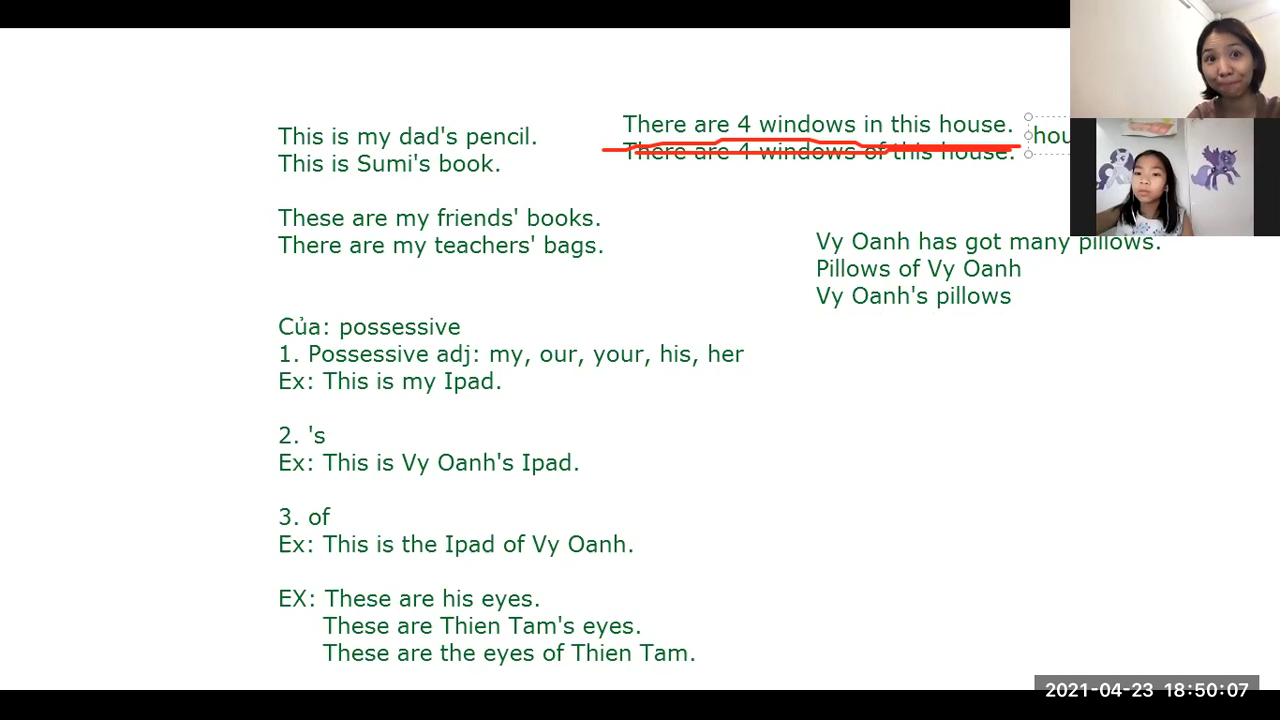 This is my dad's pencil.
This is Sumi's book.
These are my friends' books.
There are my teachers' bags.
There are 4 windows in this house.
There are 4 windows of this house.
Vy Oanh has got many pillows.
Pillows of Vy Oanh
Vy Oanh's pillows
Của: possessive
1. Possessive adj: my, our, your, his, her
Ex: This is my Ipad.
2. 's
Ex: This is Vy Oanh's Ipad.
3. of
Ex: This is the Ipad of Vy Oanh.
EX: These are his eyes.
These are Thien Tam's eyes.
These are the eyes of Thien Tam.
2021-04-23 18:50:07